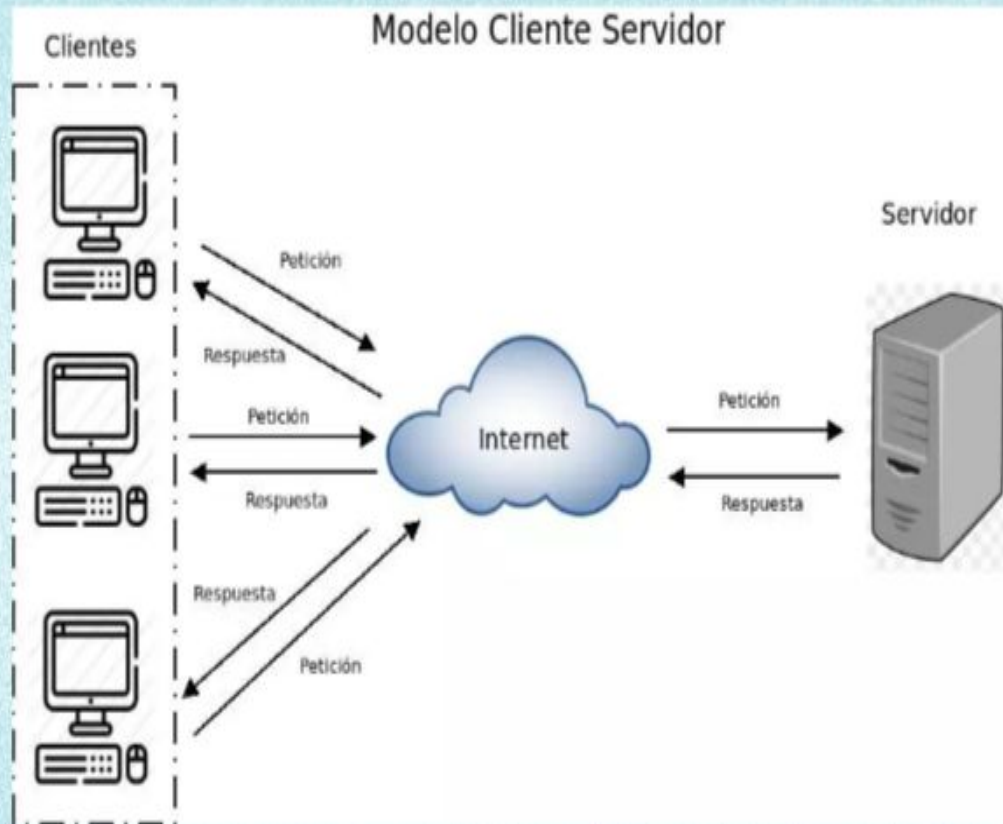 Modelo Cliente Servidor
Clientes
Servidor
Petición
Respuesta
Petición
Respuesta
Internet
Petición
Respuesta
Respuesta
Petición